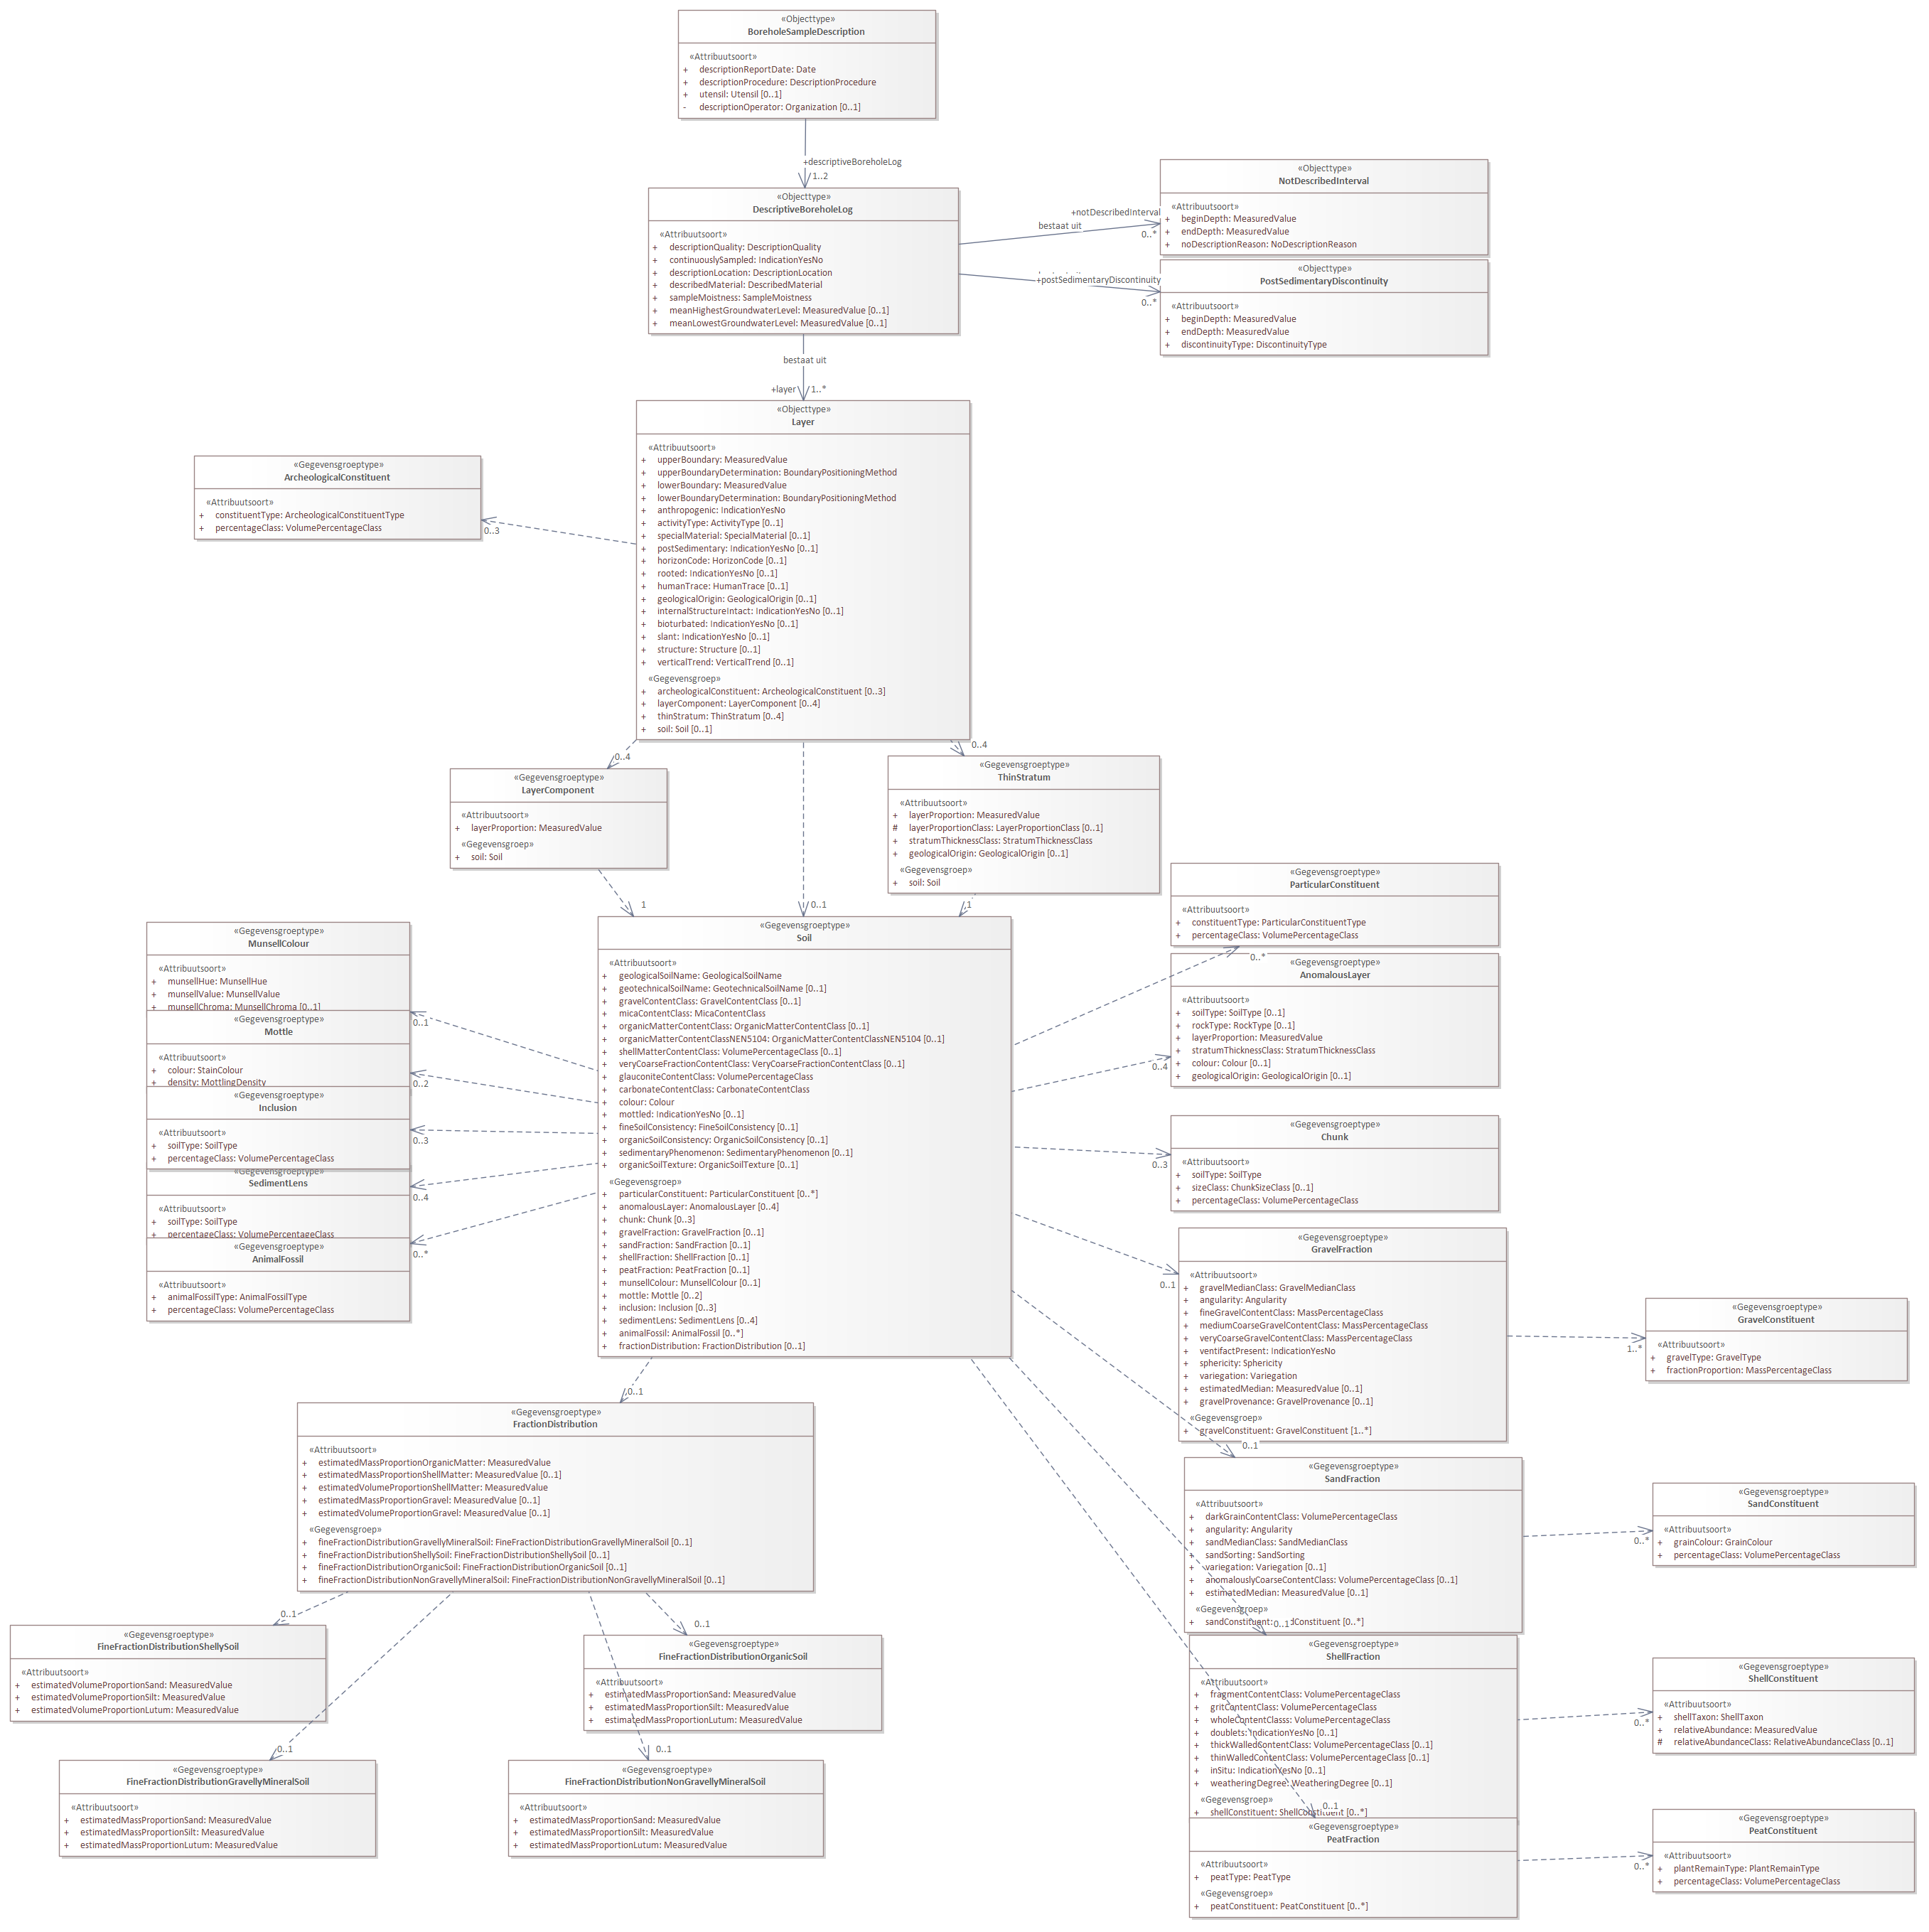 «Objecttype»
BoreholeSampleDescription
«Attribuutsoort»
+ descriptionReportDate: Date
+ descriptionProcedure: DescriptionProcedure
+ utensil: Utensil [0..1]
- descriptionOperator: Organization [0..1]
+descriptiveBoreholeLog
1..2
«Objecttype»
DescriptiveBoreholeLog
«Attribuutsoort»
+ descriptionQuality: DescriptionQuality
+ continuouslySampled: IndicationYesNo
+ descriptionLocation: DescriptionLocation
+ describedMaterial: DescribedMaterial
+ sampleMoistness: SampleMoistness
+ meanHighestGroundwaterLevel: MeasuredValue [0..1]
+ meanLowestGroundwaterLevel: MeasuredValue [0..1]
+notDescribedInterval
bestaat uit
0..*
«Objecttype»
NotDescribedInterval
«Attribuutsoort»
+ beginDepth: MeasuredValue
+ endDepth: MeasuredValue
+ noDescriptionReason: NoDescriptionReason
+postSedimentaryDiscontinuity
0..*
«Objecttype»
PostSedimentaryDiscontinuity
«Attribuutsoort»
+ beginDepth: MeasuredValue
+ endDepth: MeasuredValue
+ discontinuityType: DiscontinuityType
bestaat uit
+layer 1..*
«Objecttype»
Layer
«Attribuutsoort»
+ upperBoundary: MeasuredValue
+ upperBoundaryDetermination: BoundaryPositioningMethod
+ lowerBoundary: MeasuredValue
+ lowerBoundaryDetermination: BoundaryPositioningMethod
+ anthropogenic: IndicationYesNo
+ activityType: ActivityType [0..1]
+ specialMaterial: SpecialMaterial [0..1]
+ postSedimentary: IndicationYesNo [0..1]
+ horizonCode: HorizonCode [0..1]
+ rooted: IndicationYesNo [0..1]
+ humanTrace: HumanTrace [0..1]
+ geologicalOrigin: GeologicalOrigin [0..1]
+ internalStructureIntact: IndicationYesNo [0..1]
+ bioturbated: IndicationYesNo [0..1]
+ slant: IndicationYesNo [0..1]
+ structure: Structure [0..1]
+ verticalTrend: VerticalTrend [0..1]
«Gegevensgroep»
+ archeologicalConstituent: ArcheologicalConstituent [0..3]
+ layerComponent: LayerComponent [0..4]
+ thinStratum: ThinStratum [0..4]
+ soil: Soil [0..1]
«Gegevensgroeptype»
ArcheologicalConstituent
«Attribuutsoort»
+ constituentType: ArcheologicalConstituentType
+ percentageClass: VolumePercentageClass
0..3
0..4
«Gegevensgroeptype»
LayerComponent
«Attribuutsoort»
+ layerProportion: MeasuredValue
«Gegevensgroep»
+ soil: Soil
1
0..1
0..4
«Gegevensgroeptype»
ThinStratum
«Attribuutsoort»
+ layerProportion: MeasuredValue
# layerProportionClass: LayerProportionClass [0..1]
+ stratumThicknessClass: StratumThicknessClass
+ geologicalOrigin: GeologicalOrigin [0..1]
«Gegevensgroep»
+ soil: Soil
1
«Gegevensgroeptype»
Soil
«Attribuutsoort»
+ geologicalSoilName: GeologicalSoilName
+ geotechnicalSoilName: GeotechnicalSoilName [0..1]
+ gravelContentClass: GravelContentClass [0..1]
+ micaContentClass: MicaContentClass
+ organicMatterContentClass: OrganicMatterContentClass [0..1]
+ organicMatterContentClassNEN5104: OrganicMatterContentClassNEN5104 [0..1]
+ shellMatterContentClass: VolumePercentageClass [0..1]
+ veryCoarseFractionContentClass: VeryCoarseFractionContentClass [0..1]
+ glauconiteContentClass: VolumePercentageClass
+ carbonateContentClass: CarbonateContentClass
+ colour: Colour
+ mottled: IndicationYesNo [0..1]
+ fineSoilConsistency: FineSoilConsistency [0..1]
+ organicSoilConsistency: OrganicSoilConsistency [0..1]
+ sedimentaryPhenomenon: SedimentaryPhenomenon [0..1]
+ organicSoilTexture: OrganicSoilTexture [0..1]
«Gegevensgroep»
+ particularConstituent: ParticularConstituent [0..*]
+ anomalousLayer: AnomalousLayer [0..4]
+ chunk: Chunk [0..3]
+ gravelFraction: GravelFraction [0..1]
+ sandFraction: SandFraction [0..1]
+ shellFraction: ShellFraction [0..1]
+ peatFraction: PeatFraction [0..1]
+ munsellColour: MunsellColour [0..1]
+ mottle: Mottle [0..2]
+ inclusion: Inclusion [0..3]
+ sedimentLens: SedimentLens [0..4]
+ animalFossil: AnimalFossil [0..*]
+ fractionDistribution: FractionDistribution [0..1]
«Gegevensgroeptype»
MunsellColour
«Attribuutsoort»
+ munsellHue: MunsellHue
+ munsellValue: MunsellValue
+ munsellChroma: MunsellChroma [0..1]
0..1
«Gegevensgroeptype»
Mottle
«Attribuutsoort»
+ colour: StainColour
+ density: MottlingDensity
0..2
«Gegevensgroeptype»
Inclusion
«Attribuutsoort»
+ soilType: SoilType
+ percentageClass: VolumePercentageClass
0..3
«Gegevensgroeptype»
SedimentLens
«Attribuutsoort»
+ soilType: SoilType
+ percentageClass: VolumePercentageClass
0..4
«Gegevensgroeptype»
AnimalFossil
«Attribuutsoort»
+ animalFossilType: AnimalFossilType
+ percentageClass: VolumePercentageClass
0..*
«Gegevensgroeptype»
ParticularConstituent
«Attribuutsoort»
+ constituentType: ParticularConstituentType
+ percentageClass: VolumePercentageClass
0..*
«Gegevensgroeptype»
AnomalousLayer
«Attribuutsoort»
+ soilType: SoilType [0..1]
+ rockType: RockType [0..1]
+ layerProportion: MeasuredValue
+ stratumThicknessClass: StratumThicknessClass
+ colour: Colour [0..1]
+ geologicalOrigin: GeologicalOrigin [0..1]
0..4
«Gegevensgroeptype»
Chunk
«Attribuutsoort»
+ soilType: SoilType
+ sizeClass: ChunkSizeClass [0..1]
+ percentageClass: VolumePercentageClass
0..3
«Gegevensgroeptype»
GravelFraction
«Attribuutsoort»
+ gravelMedianClass: GravelMedianClass
+ angularity: Angularity
+ fineGravelContentClass: MassPercentageClass
+ mediumCoarseGravelContentClass: MassPercentageClass
+ veryCoarseGravelContentClass: MassPercentageClass
+ ventifactPresent: IndicationYesNo
+ sphericity: Sphericity
+ variegation: Variegation
+ estimatedMedian: MeasuredValue [0..1]
+ gravelProvenance: GravelProvenance [0..1]
«Gegevensgroep»
+ gravelConstituent: GravelConstituent [1..*]
0..1
1..*
«Gegevensgroeptype»
GravelConstituent
«Attribuutsoort»
+ gravelType: GravelType
+ fractionProportion: MassPercentageClass
0..1
«Gegevensgroeptype»
SandFraction
«Attribuutsoort»
+ darkGrainContentClass: VolumePercentageClass
+ angularity: Angularity
+ sandMedianClass: SandMedianClass
+ sandSorting: SandSorting
+ variegation: Variegation [0..1]
+ anomalouslyCoarseContentClass: VolumePercentageClass [0..1]
+ estimatedMedian: MeasuredValue [0..1]
«Gegevensgroep»
+ sandConstituent: dConstituent [0..*]
0..1
0..*
«Gegevensgroeptype»
SandConstituent
«Attribuutsoort»
+ grainColour: GrainColour
+ percentageClass: VolumePercentageClass
«Gegevensgroeptype»
ShellFraction
«Attribuutsoort»
+ fragmentContentClass: VolumePercentageClass
+ gritContentClass: VolumePercentageClass
+ wholeContentClass: VolumePercentageClass
+ doublets: IndicationYesNo [0..1]
+ thickWalledContentClass: VolumePercentageClass [0..1]
+ thinWalledContentClass: VolumePercentageClass [0..1]
+ inSitu: IndicationYesNo [0..1]
+ weatheringDegree: WeatheringDegree [0..1]
«Gegevensgroep»
+ shellConstituent: ShellConstituent [0..*]
0..1
0..*
«Gegevensgroeptype»
ShellConstituent
«Attribuutsoort»
+ shellTaxon: ShellTaxon
+ relativeAbundance: MeasuredValue
# relativeAbundanceClass: RelativeAbundanceClass [0..1]
«Gegevensgroeptype»
PeatFraction
«Attribuutsoort»
+ peatType: PeatType
«Gegevensgroep»
+ peatConstituent: PeatConstituent [0..*]
0..*
«Gegevensgroeptype»
PeatConstituent
«Attribuutsoort»
+ plantRemainType: PlantRemainType
+ percentageClass: VolumePercentageClass
0..1
«Gegevensgroeptype»
FractionDistribution
«Attribuutsoort»
+ estimatedMassProportionOrganicMatter: MeasuredValue
+ estimatedMassProportionShellMatter: MeasuredValue [0..1]
+ estimatedVolumeProportionShellMatter: MeasuredValue
+ estimatedMassProportionGravel: MeasuredValue [0..1]
+ estimatedVolumeProportionGravel: MeasuredValue [0..1]
«Gegevensgroep»
+ fineFractionDistributionGravellyMineralSoil: FineFractionDistributionGravellyMineralSoil [0..1]
+ fineFractionDistributionShellySoil: FineFractionDistributionShellySoil [0..1]
+ fineFractionDistributionOrganicSoil: FineFractionDistributionOrganicSoil [0..1]
+ fineFractionDistributionNonGravellyMineralSoil: FineFractionDistributionNonGravellyMineralSoil [0..1]
0..1
«Gegevensgroeptype»
FineFractionDistributionShellySoil
«Attribuutsoort»
+ estimatedVolumeProportionSand: MeasuredValue
+ estimatedVolumeProportionSilt: MeasuredValue
+ estimatedVolumeProportionLutum: MeasuredValue
0..1
«Gegevensgroeptype»
FineFractionDistributionOrganicSoil
«Attribuutsoort»
+ estimatedMassProportionSand: MeasuredValue
+ estimatedMassProportionSilt: MeasuredValue
+ estimatedMassProportionLutum: MeasuredValue
0..1
«Gegevensgroeptype»
FineFractionDistributionGravellyMineralSoil
«Attribuutsoort»
+ estimatedMassProportionSand: MeasuredValue
+ estimatedMassProportionSilt: MeasuredValue
+ estimatedMassProportionLutum: MeasuredValue
0..1
«Gegevensgroeptype»
FineFractionDistributionNonGravellyMineralSoil
«Attribuutsoort»
+ estimatedMassProportionSand: MeasuredValue
+ estimatedMassProportionSilt: MeasuredValue
+ estimatedMassProportionLutum: MeasuredValue